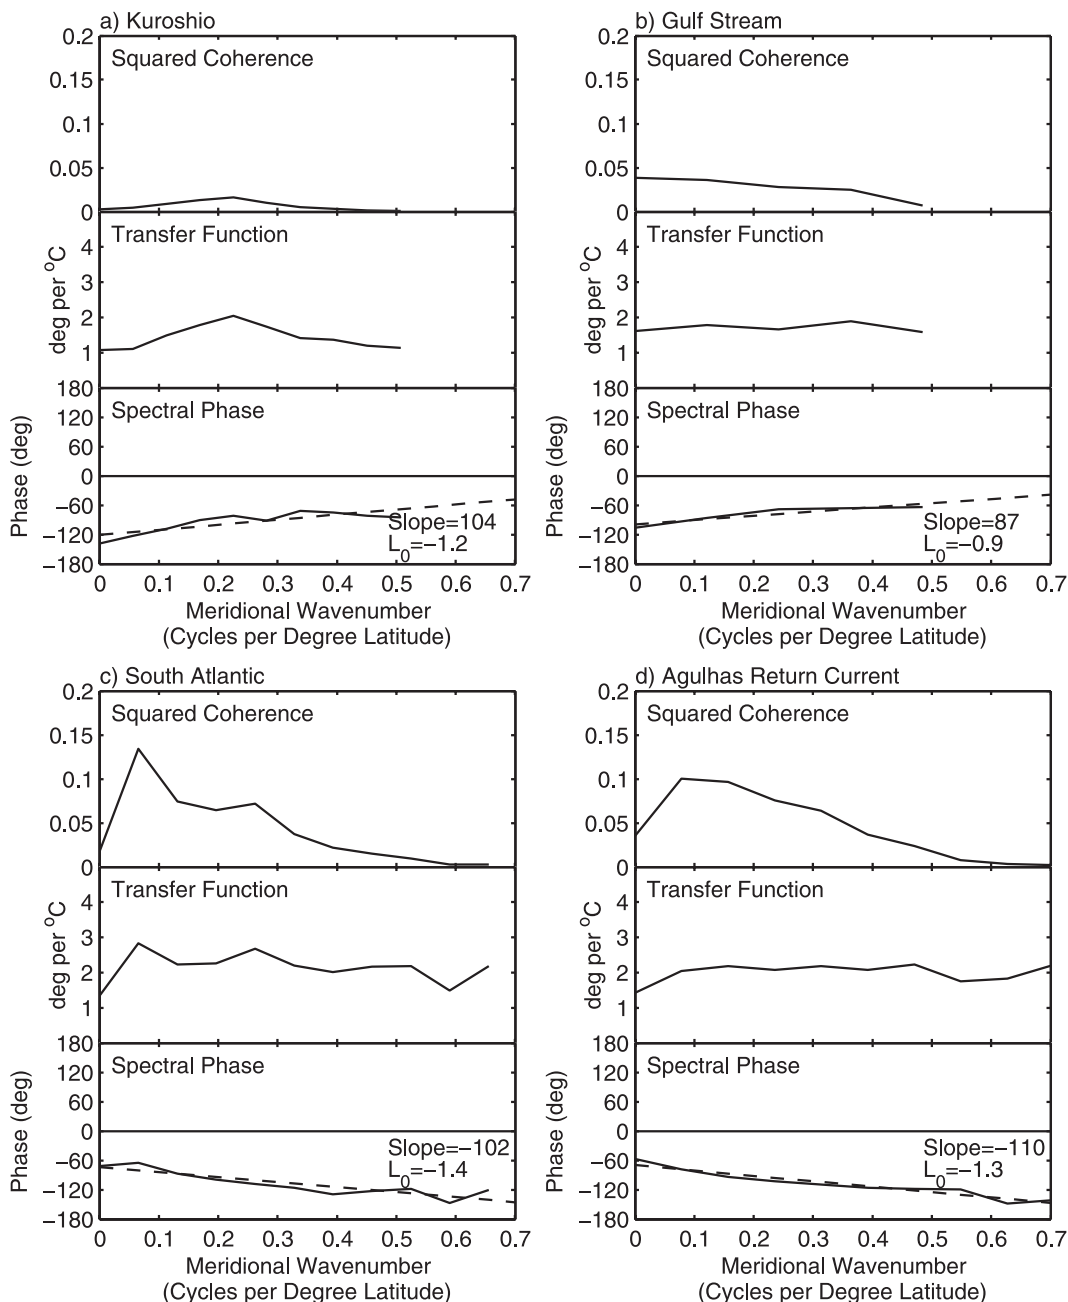 a) Kuroshio
0.2
Squared Coherence
0.15
0.1
0.05
0
Transfer Function
4
3
2
1
deg per °C
180
Spectral Phase
120
60
0
−60
−120
−180
Phase (deg)
Slope=104
L0=−1.2
0 0.1 0.2 0.3 0.4 0.5 0.6 0.7
Meridional Wavenumber
(Cycles per Degree Latitude)
b) Gulf Stream
0.2
Squared Coherence
0.15
0.1
0.05
0
Transfer Function
4
3
2
1
deg per °C
180
Spectral Phase
120
60
0
−60
−120
−180
Phase (deg)
Slope=87
L0=−0.9
0 0.1 0.2 0.3 0.4 0.5 0.6 0.7
Meridional Wavenumber
(Cycles per Degree Latitude)
c) South Atlantic
0.2
Squared Coherence
0.15
0.1
0.05
0
Transfer Function
4
3
2
1
deg per °C
180
Spectral Phase
120
60
0
−60
−120
−180
Phase (deg)
Slope=−102
L0=−1.4
0 0.1 0.2 0.3 0.4 0.5 0.6 0.7
Meridional Wavenumber
(Cycles per Degree Latitude)
d) Agulhas Return Current
0.2
Squared Coherence
0.15
0.1
0.05
0
Transfer Function
4
3
2
1
deg per °C
180
Spectral Phase
120
60
0
−60
−120
−180
Phase (deg)
Slope=−110
L0=−1.3
0 0.1 0.2 0.3 0.4 0.5 0.6 0.7
Meridional Wavenumber
(Cycles per Degree Latitude)